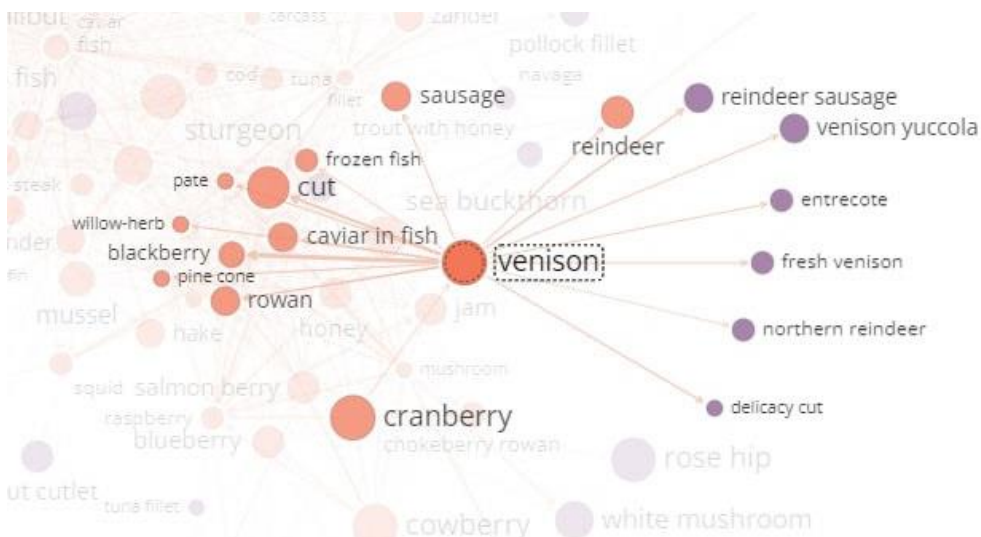 caviar
carcass
zander
fish
pollock fillet
fish
cod
tuna
navaga
fillet
sausage
reindeer sausage
sturgeon
trout with honey
reindeer
venison yuccola
frozen fish
pate
cut
steak
sea buckthorn
entrecote
willow-herb
caviar in fish
blackberry
venison
fresh venison
pine cone
rowan
mussel
honey
jam
hake
northern reindeer
mushroom
squid
salmon berry
raspberry
cranberry
delicacy cut
blueberry
chokeberry rowan
rose hip
ut cutlet
tuna fillet
cowberry
white mushroom